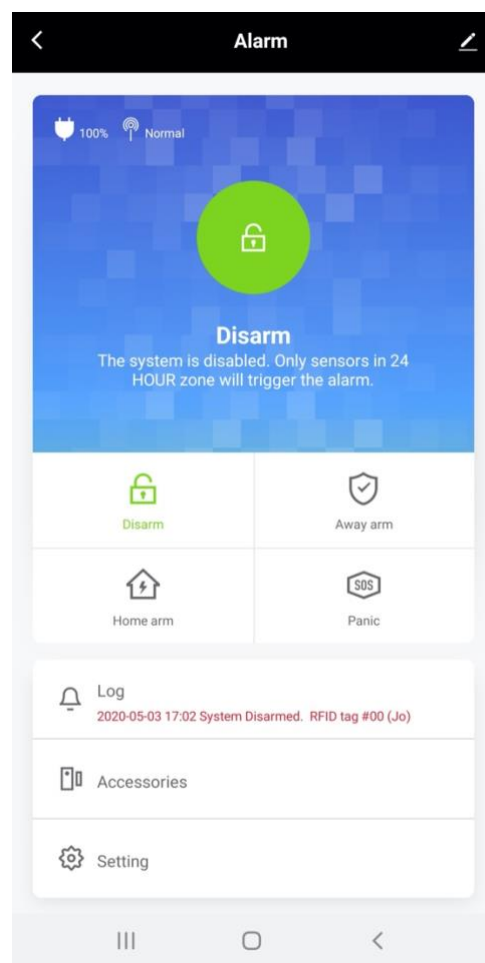 Alarm
100% Normal
Disarm
The system is disabled. Only sensors in 24
HOUR zone will trigger the alarm.
Disarm
Away arm
Home arm
SOS
Panic
Log
2020-05-03 17:02 System Disarmed. RFID tag #00 (Jo)
Accessories
Setting